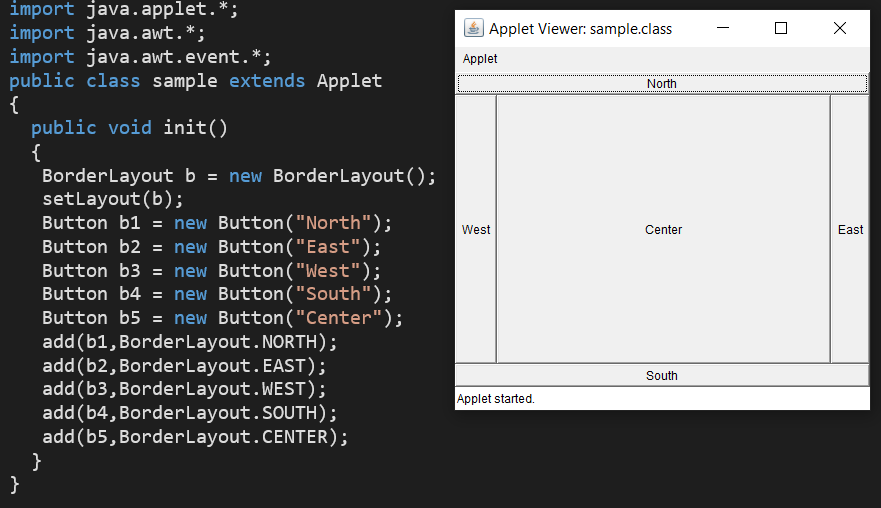 import java.applet.*;
import java.awt.*;
import java.awt.event.*;
public class sample extends Applet
{
public void init()
{
BorderLayout b = new BorderLayout();
setLayout(b);
Button b1 = new Button("North");
Button b2 = new Button("East");
Button b3 = new Button("West");
Button b4 = new Button("South");
Button b5 = new Button("Center");
add(b1,BorderLayout.NORTH);
add(b2,BorderLayout.EAST);
add(b3,BorderLayout.WEST);
add(b4,BorderLayout.SOUTH);
add(b5,BorderLayout.CENTER);
}
}
Applet Viewer: sample.class
Applet
North
West Center East
South
Applet started.